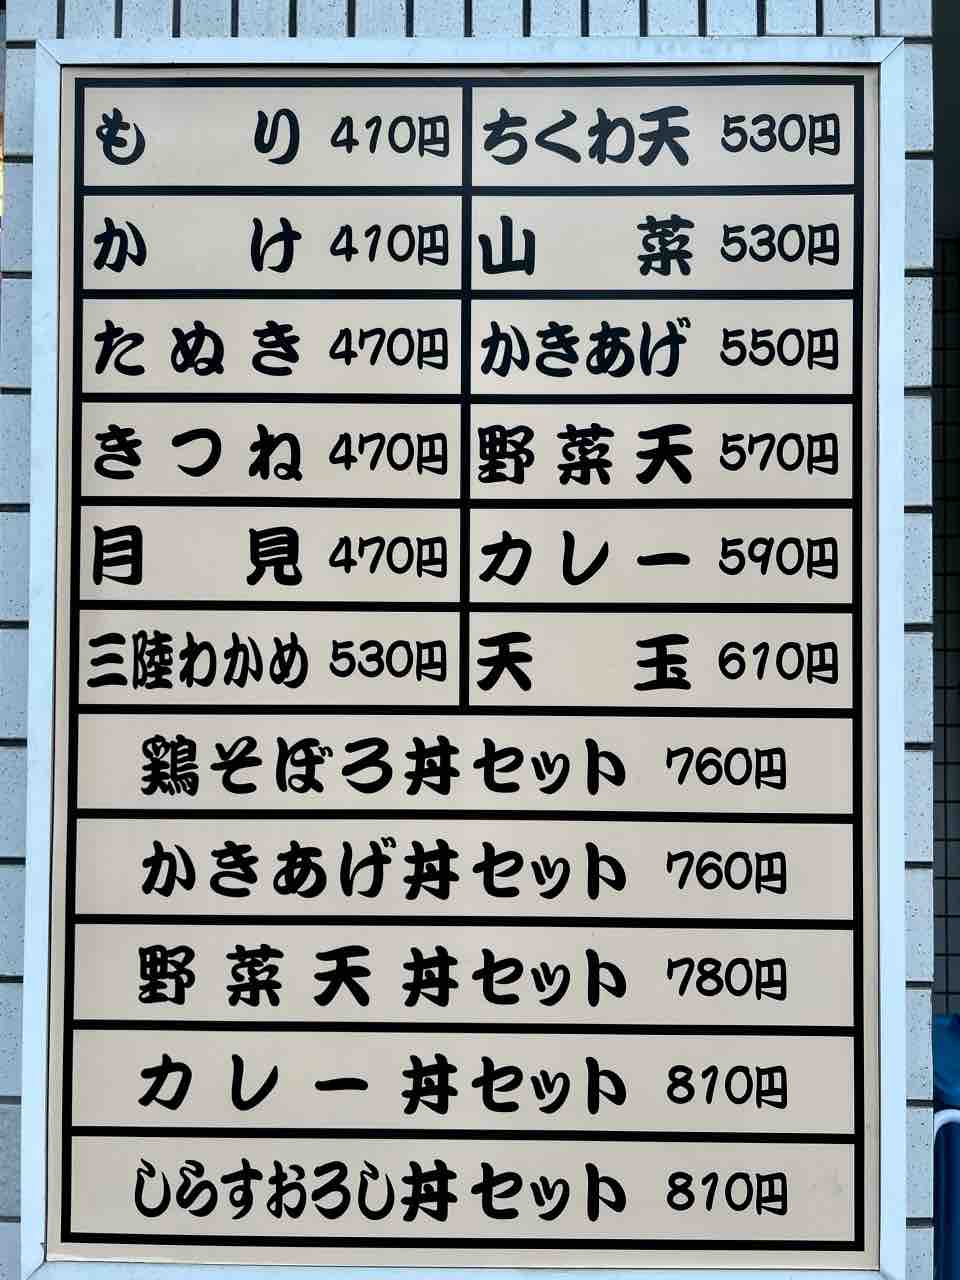 もり 410円
ちくわ天 530円
かけ 410円
山菜 530円
たぬき 470円
かきあげ 550円
きつね 470円
野菜天 570円
月見 470円
カレー 590円
三陸わかめ 530円
天玉 610円
鶏そぼろ丼セット 760円
かきあげ丼セット 760円
野菜天丼セット 780円
カレー丼セット 810円
しらすおろし丼セット 810円